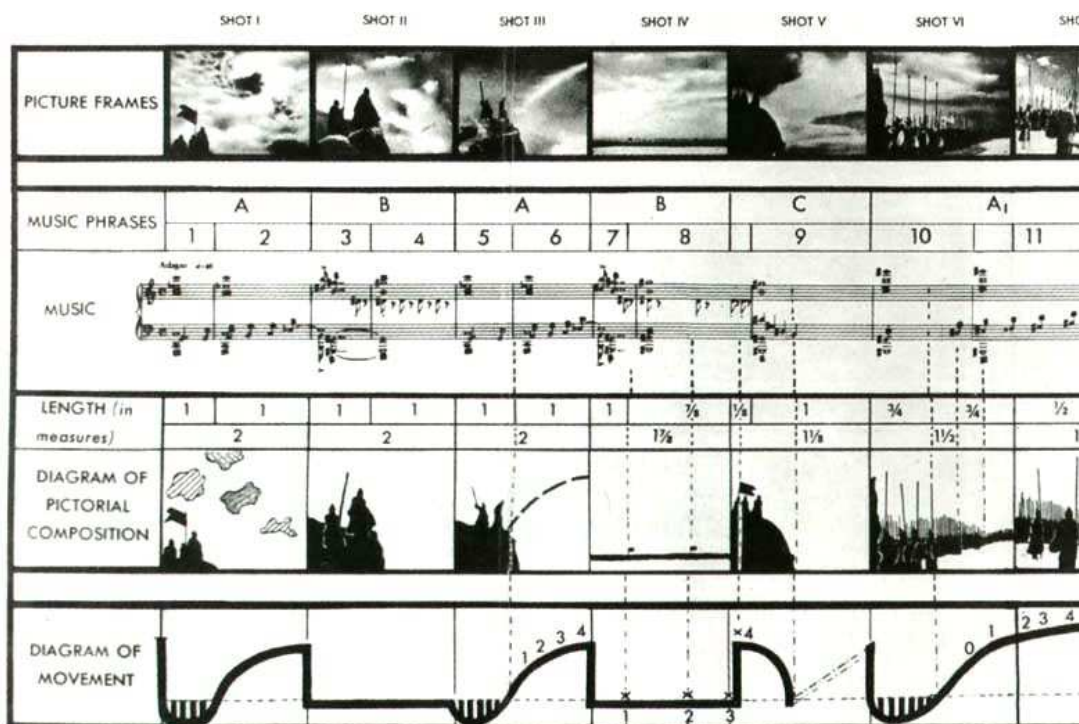 SHOT I SHOT II SHOT III SHOT IV SHOT V SHOT VI SHO
PICTURE FRAMES
MUSIC PHRASES
A B A B C A1
1 2 3 4 5 6 7 8 9 10 11
MUSIC
LENGTH (in
measures)
1 1 1 1 1 1 1 7/8 1/8 1 3/4 3/4 1/2
2 2 2 1 7/8 1 1/8 1 1/2 1
DIAGRAM OF
PICTORIAL
COMPOSITION
DIAGRAM OF
MOVEMENT
1 2 3 4
×4
0 1 2 3 4
× × ×
1 2 3